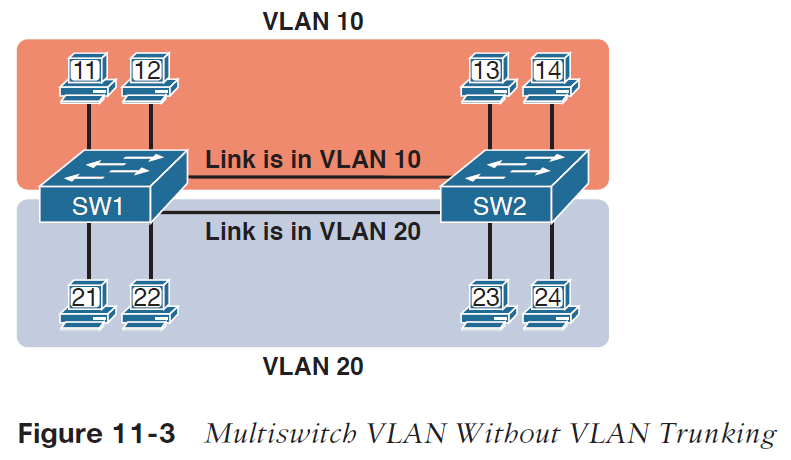 VLAN 10
11 12 13 14
Link is in VLAN 10
SW1 SW2
Link is in VLAN 20
21 22 23 24
VLAN 20
Figure 11-3 Multiswitch VLAN Without VLAN Trunking